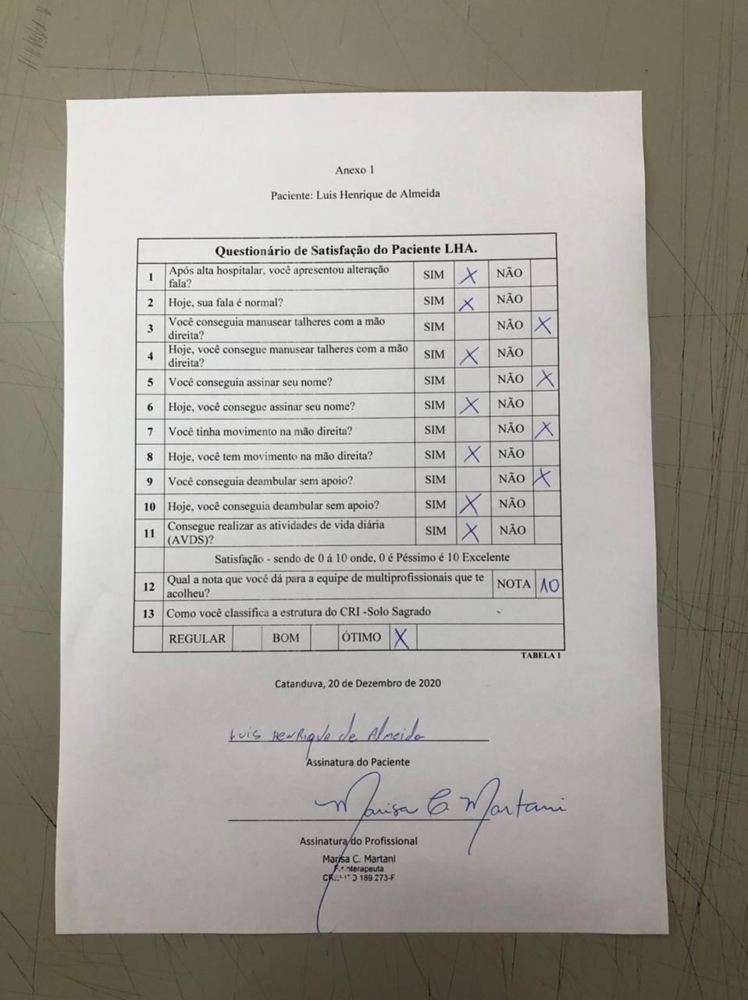 Anexo 1
Paciente: Luis Henrique de Almeida
Questionário de Satisfação do Paciente LHA.
1 Após alta hospitalar, você apresentou alteração fala? SIM X NÃO
2 Hoje, sua fala é normal? SIM X NÃO
3 Você conseguia manusear talheres com a mão direita? SIM NÃO X
4 Hoje, você consegue manusear talheres com a mão direita? SIM X NÃO
5 Você conseguia assinar seu nome? SIM NÃO X
6 Hoje, você consegue assinar seu nome? SIM X NÃO
7 Você tinha movimento na mão direita? SIM NÃO X
8 Hoje, você tem movimento na mão direita? SIM X NÃO
9 Você conseguia deambular sem apoio? SIM NÃO X
10 Hoje, você conseguia deambular sem apoio? SIM X NÃO
11 Consegue realizar as atividades de vida diária (AVDS)? SIM X NÃO
Satisfação - sendo de 0 á 10 onde, 0 é Péssimo é 10 Excelente
12 Qual a nota que você dá para a equipe de multiprofissionais que te acolheu? NOTA 10
13 Como você classifica a estrutura do CRI -Solo Sagrado
REGULAR BOM ÓTIMO X
TABELA 1
Catanduva, 20 de Dezembro de 2020
Luis Henrique de Almeida
Assinatura do Paciente
Marisa C Martani
Assinatura do Profissional
Marisa C. Martani
Fisioterapeuta
189.273-F